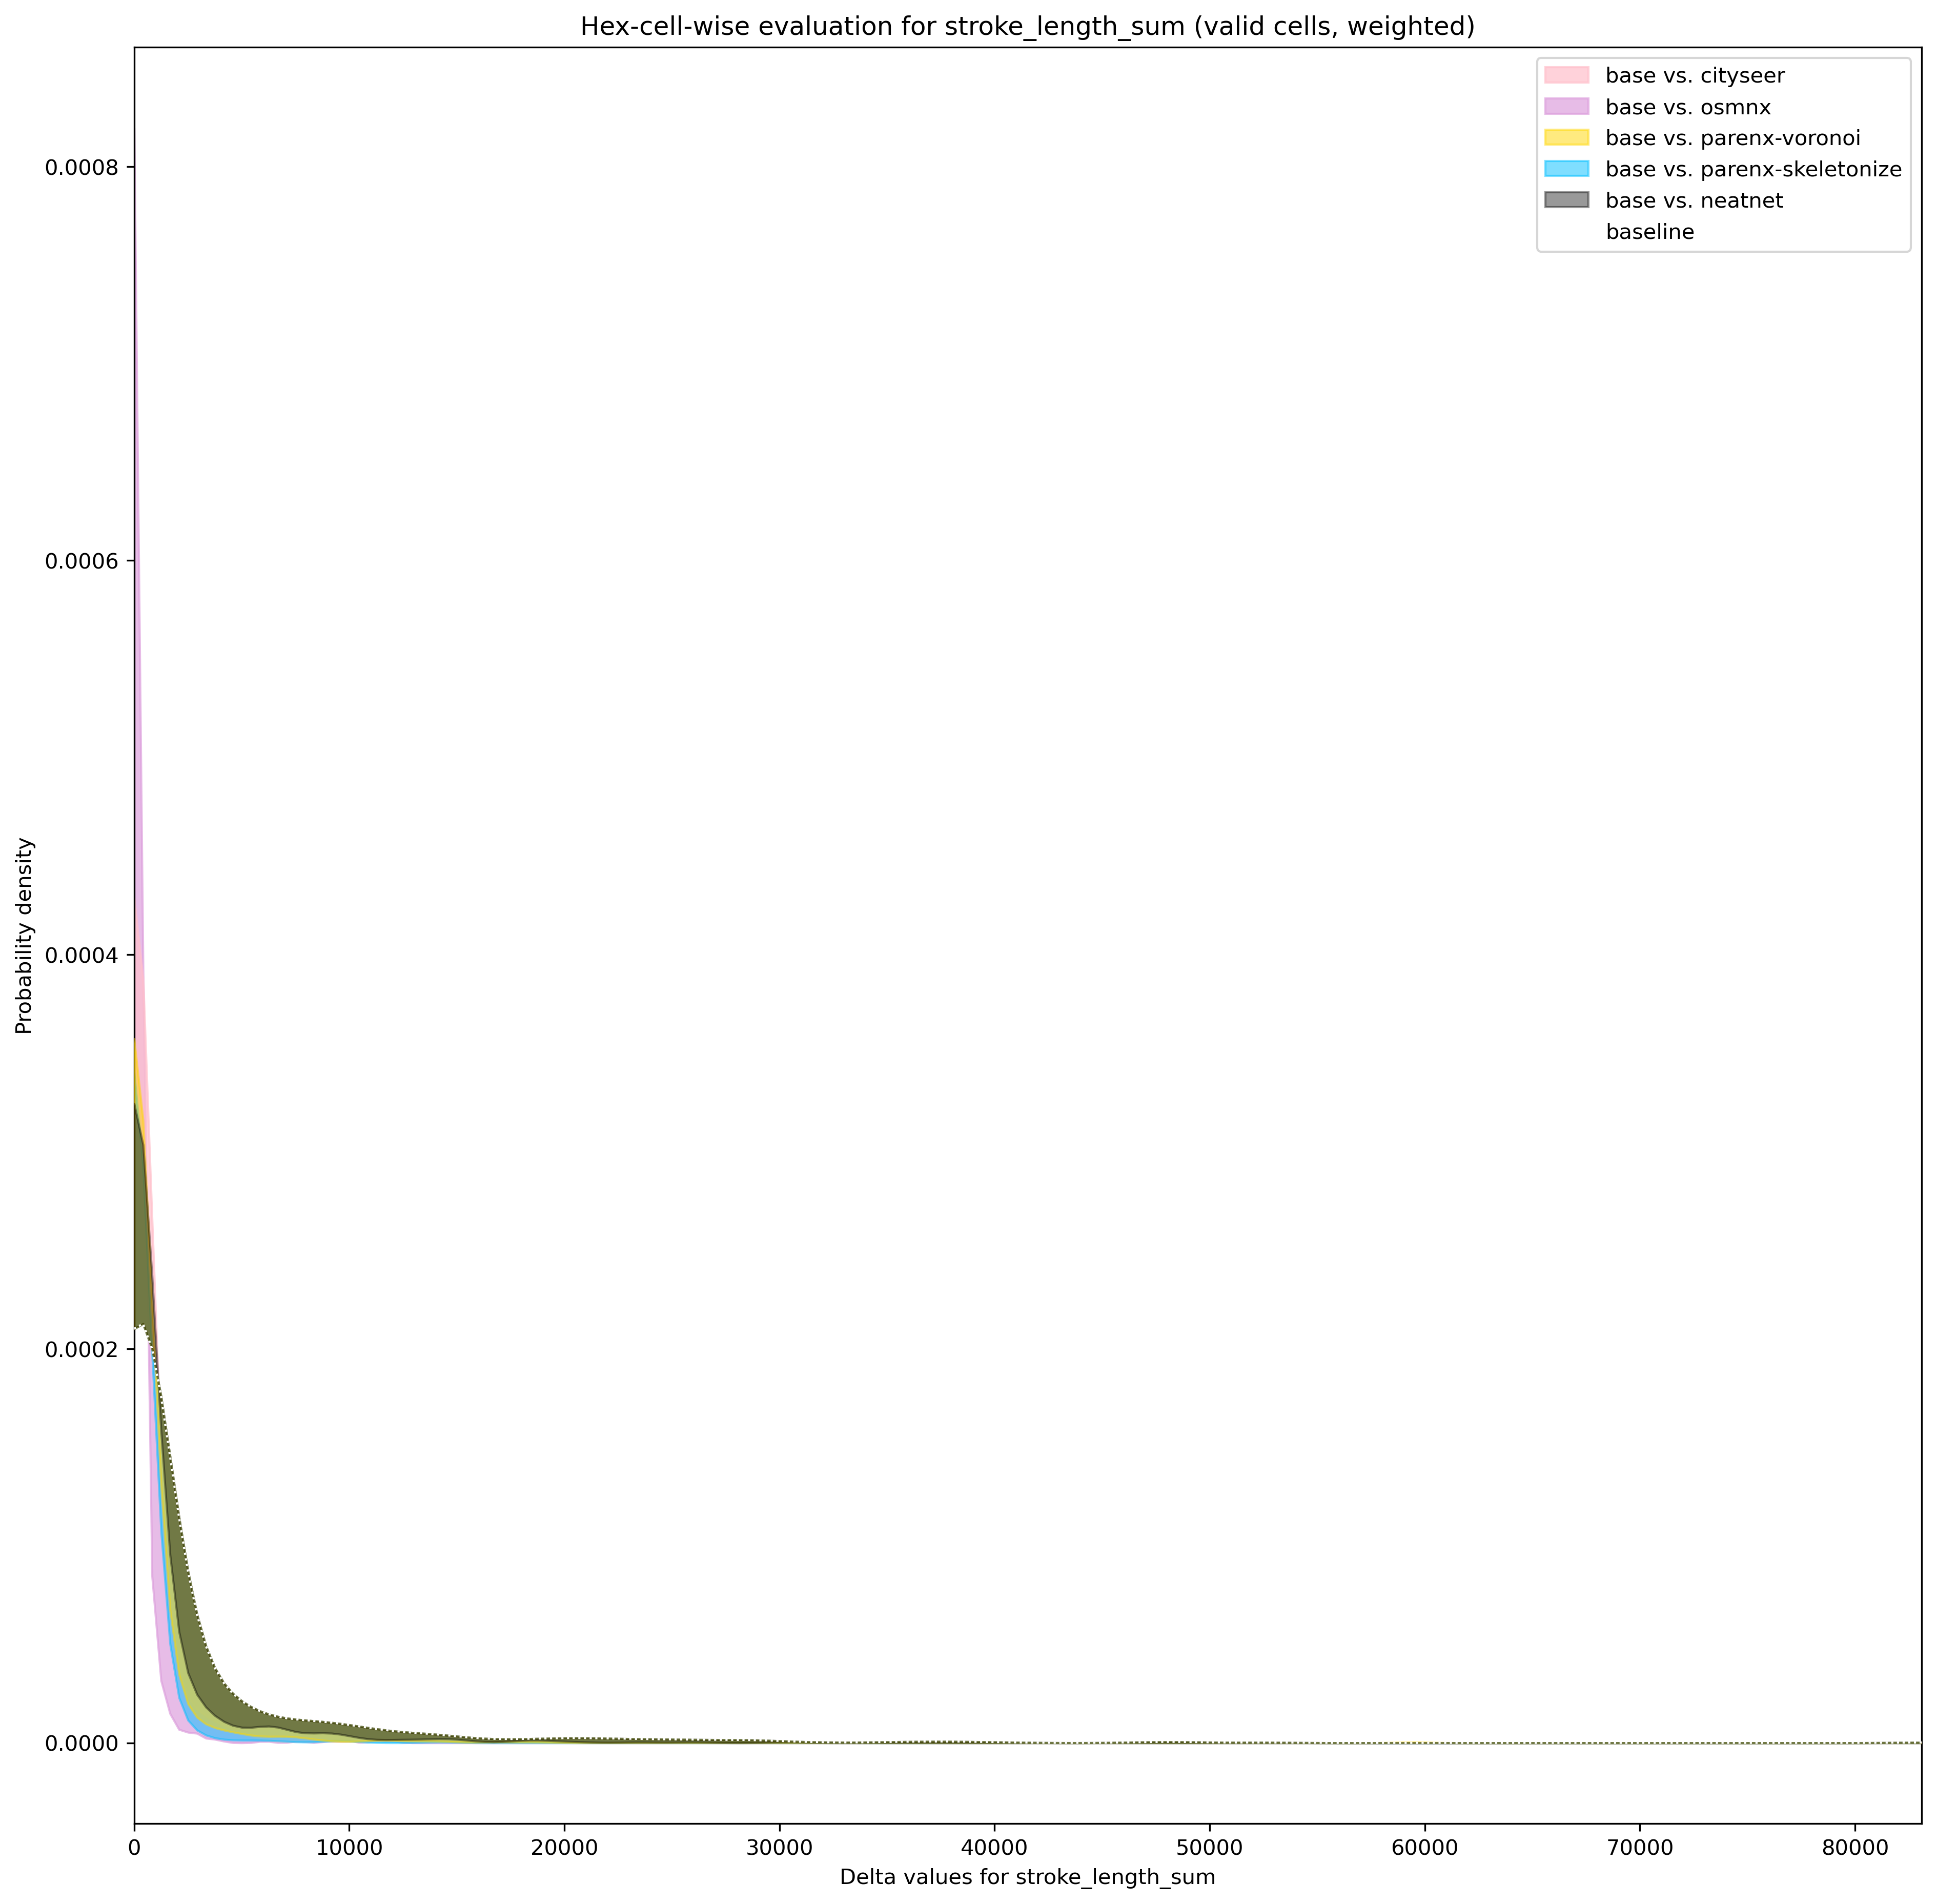 Hex-cell-wise evaluation for stroke_length_sum (valid cells, weighted)
base vs. cityseer
base vs. osmnx
base vs. parenx-voronoi
base vs. parenx-skeletonize
base vs. neatnet
baseline
Probability density
0.0008
0.0006
0.0004
0.0002
0.0000
0 10000 20000 30000 40000 50000 60000 70000 80000
Delta values for stroke_length_sum